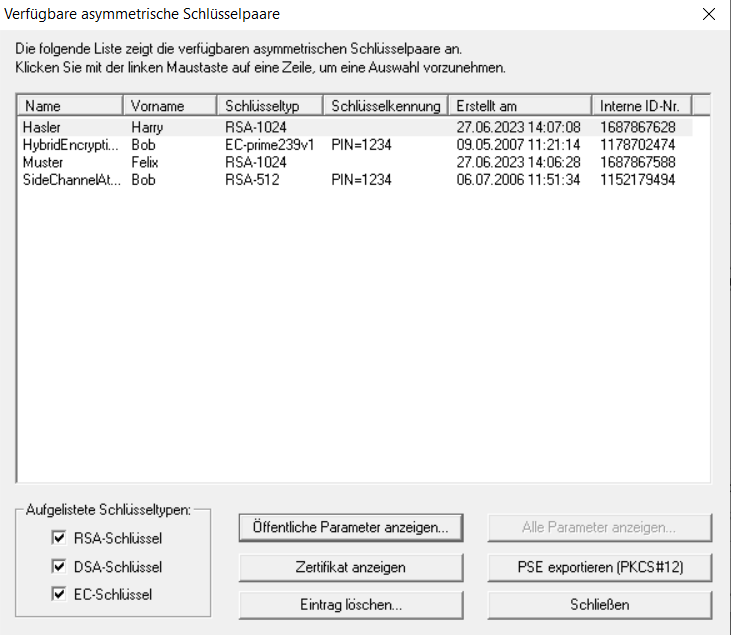 Verfügbare asymmetrische Schlüsselpaare
Die folgende Liste zeigt die verfügbaren asymmetrischen Schlüsselpaare an.
Klicken Sie mit der linken Maustaste auf eine Zeile, um eine Auswahl vorzunehmen.
Name Vorname Schlüsseltyp Schlüsselkennung Erstellt am Interne ID-Nr.
Hasler Harry RSA-1024 27.06.2023 14:07:08 1687867628
HybridEncrypti... Bob EC-prime239v1 PIN=1234 09.05.2007 11:21:14 1178702474
Muster Felix RSA-1024 27.06.2023 14:06:28 1687867588
SideChannelAt... Bob RSA-512 PIN=1234 06.07.2006 11:51:34 1152179494
Aufgelistete Schlüsseltypen:
RSA-Schlüssel
DSA-Schlüssel
EC-Schlüssel
Öffentliche Parameter anzeigen...
Alle Parameter anzeigen...
Zertifikat anzeigen
PSE exportieren (PKCS#12)
Eintrag löschen...
Schließen